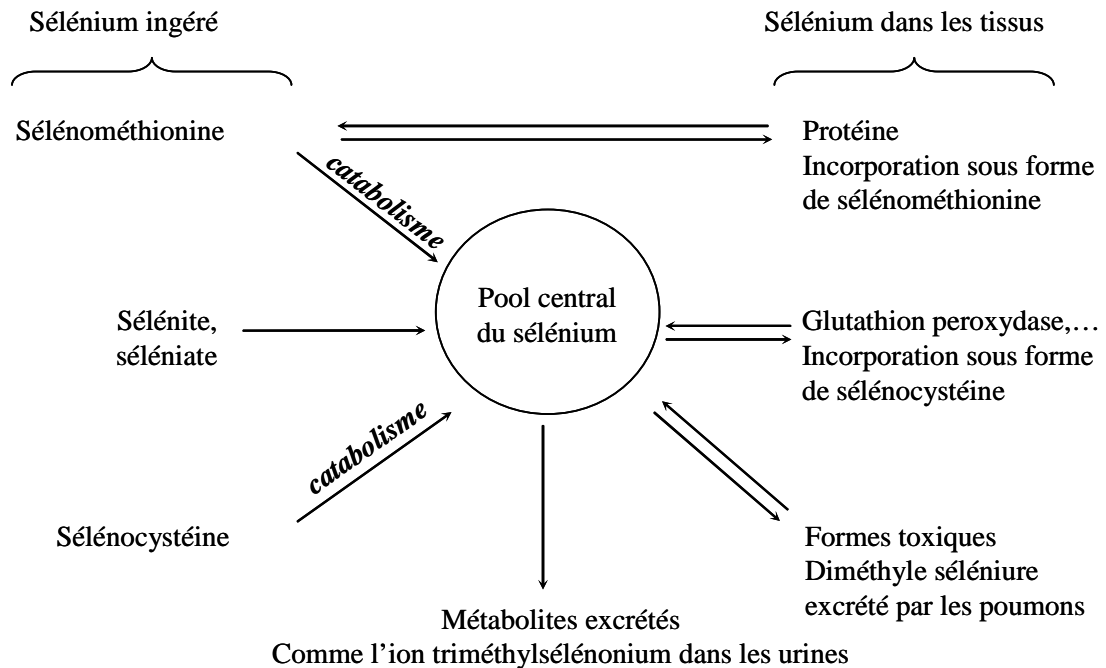 Sélénium ingéré
Sélénium dans les tissus
Sélénométhionine
Protéine
Incorporation sous forme
de sélénométhionine
catabolisme
Pool central
du sélénium
Sélénite,
séléniate
Glutathion peroxydase,…
Incorporation sous forme
de sélénocystéine
catabolisme
Sélénocystéine
Formes toxiques
Diméthyle séléniure
excrété par les poumons
Métabolites excrétés
Comme l’ion triméthylsélénonium dans les urines